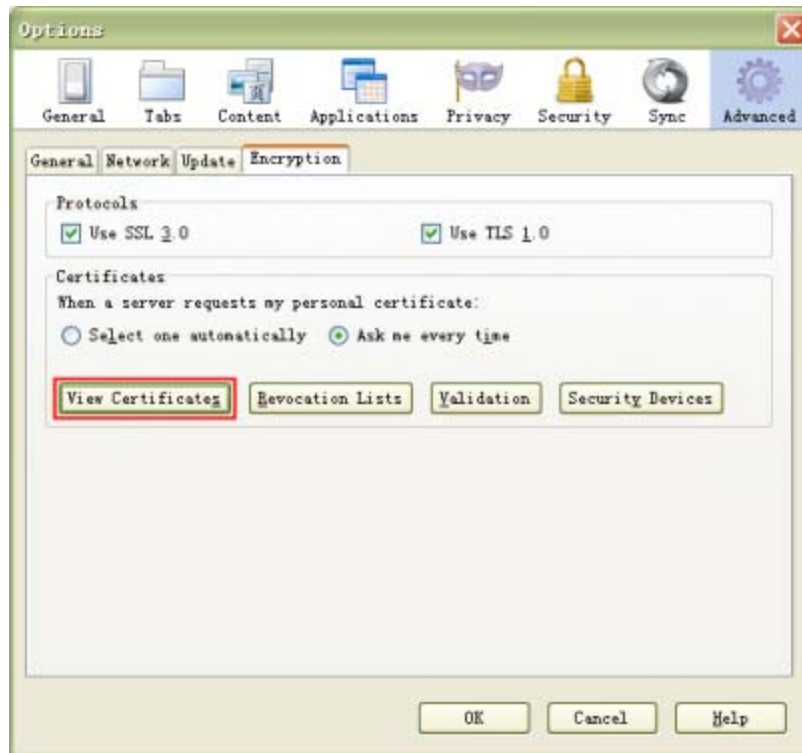 Options
General Tabs Content Applications Privacy Security Sync Advanced
General Network Update Encryption
Protocols
Use SSL 3.0 Use TLS 1.0
Certificates
When a server requests my personal certificate:
Select one automatically Ask me every time
View Certificates Revocation Lists Validation Security Devices
OK Cancel Help